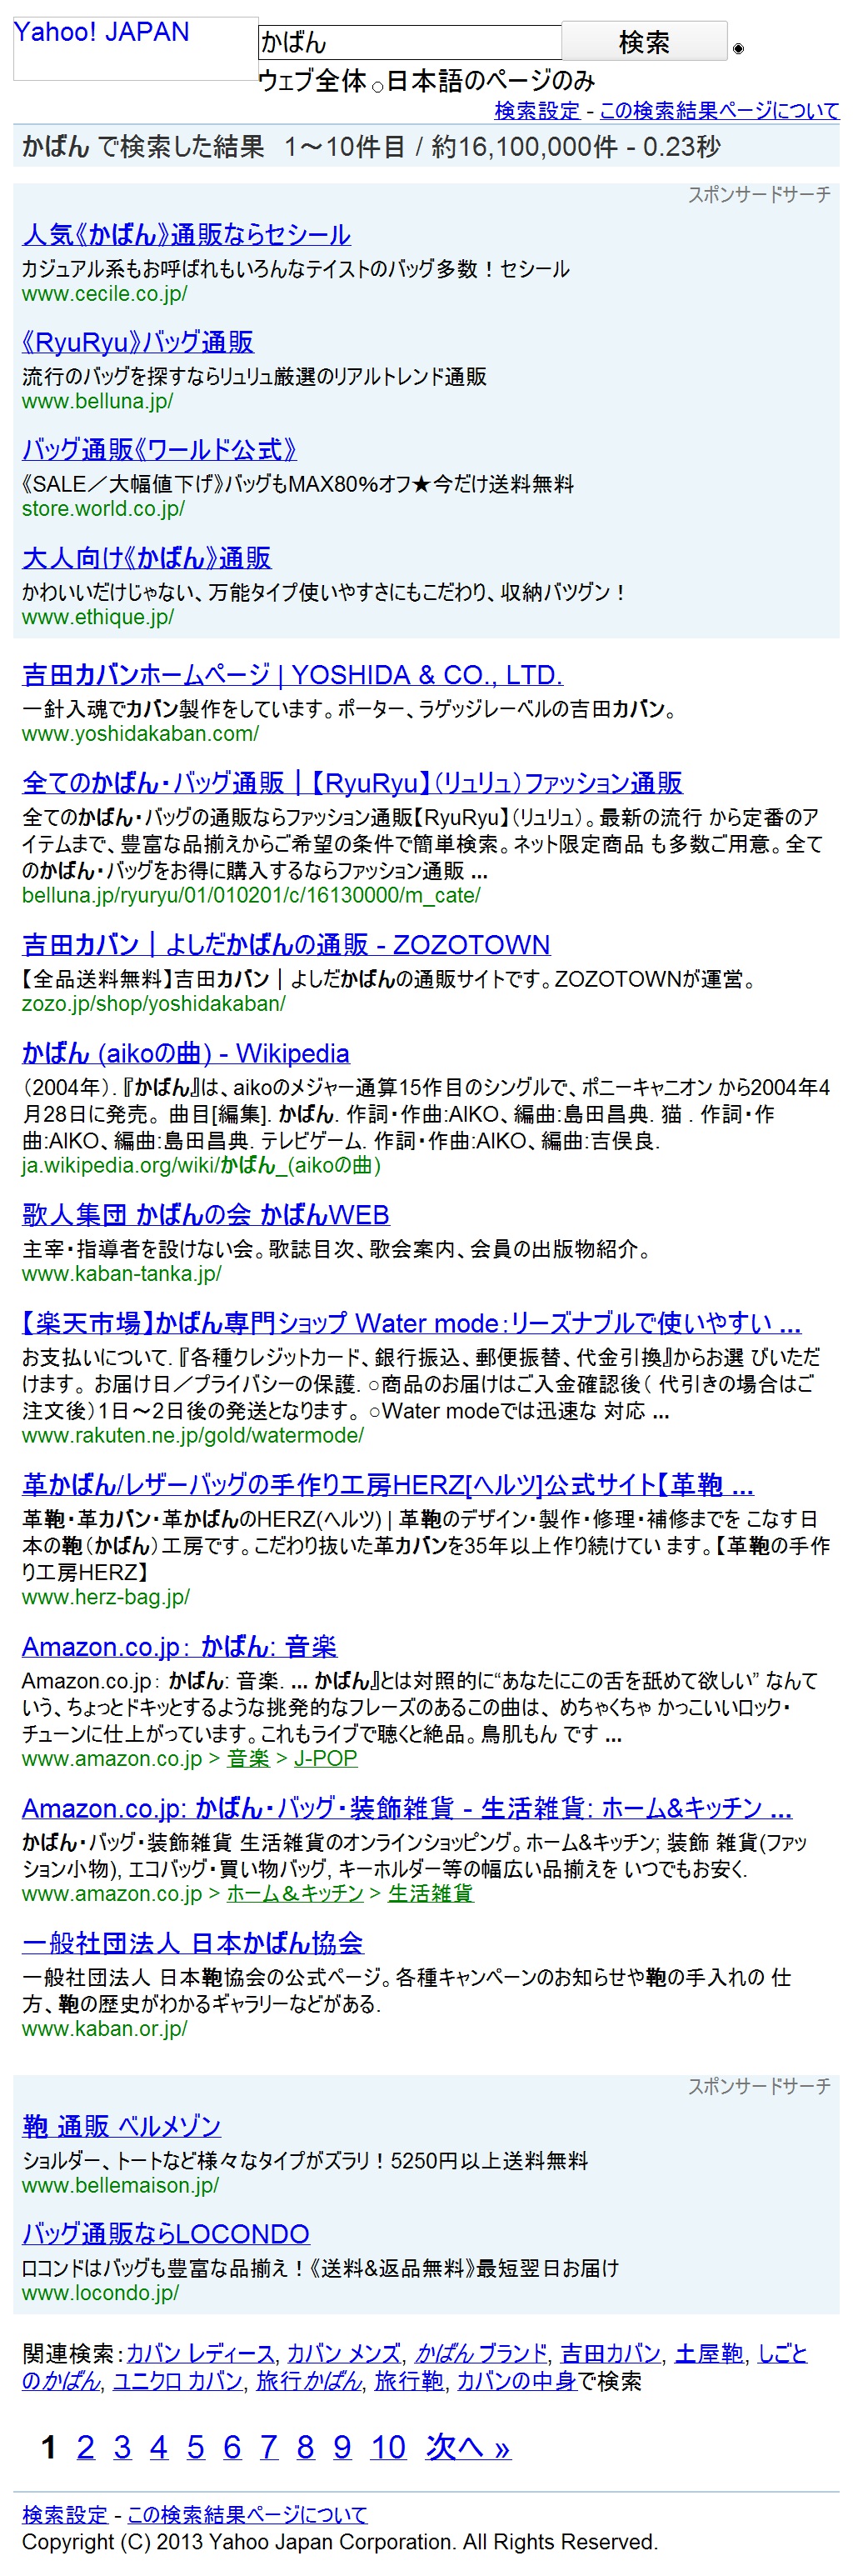 Yahoo! JAPAN
かばん
検索
ウェブ全体 日本語のページのみ
検索設定 - この検索結果ページについて
かばん で検索した結果 1～10件目 / 約16,100,000件 - 0.23秒
スポンサードサーチ
人気《かばん》通販ならセシール
カジュアル系もお呼ばれもいろんなテイストのバッグ多数！セシール
www.cecile.co.jp/
《RyuRyu》バッグ通販
流行のバッグを探すならリュリュ厳選のリアルトレンド通販
www.belluna.jp/
バッグ通販《ワールド公式》
《SALE／大幅値下げ》バッグもMAX80％オフ★今だけ送料無料
store.world.co.jp/
大人向け《かばん》通販
かわいいだけじゃない、万能タイプ使いやすさにもこだわり、収納バツグン！
www.ethique.jp/
吉田カバンホームページ | YOSHIDA & CO., LTD.
一針入魂でカバン製作をしています。ポーター、ラゲッジレーベルの吉田カバン。
www.yoshidakaban.com/
全てのかばん・バッグ通販｜【RyuRyu】（リュリュ）ファッション通販
全てのかばん・バッグの通販ならファッション通販【RyuRyu】（リュリュ）。最新の流行 から定番のア
イテムまで、豊富な品揃えからご希望の条件で簡単検索。ネット限定商品 も多数ご用意。全て
のかばん・バッグをお得に購入するならファッション通販 ...
belluna.jp/ryuryu/01/010201/c/16130000/m_cate/
吉田カバン｜よしだかばんの通販 - ZOZOTOWN
【全品送料無料】吉田カバン｜よしだかばんの通販サイトです。ZOZOTOWNが運営。
zozo.jp/shop/yoshidakaban/
かばん (aikoの曲) - Wikipedia
（2004年）. 『かばん』は、aikoのメジャー通算15作目のシングルで、ポニーキャニオン から2004年4
月28日に発売。 曲目[編集]. かばん. 作詞・作曲:AIKO、編曲:島田昌典. 猫 . 作詞・作
曲:AIKO、編曲:島田昌典. テレビゲーム. 作詞・作曲:AIKO、編曲:吉俣良.
ja.wikipedia.org/wiki/かばん_(aikoの曲)
歌人集団 かばんの会 かばんWEB
主宰・指導者を設けない会。歌誌目次、歌会案内、会員の出版物紹介。
www.kaban-tanka.jp/
【楽天市場】かばん専門ショップ Water mode：リーズナブルで使いやすい ...
お支払いについて. 『各種クレジットカード、銀行振込、郵便振替、代金引換』からお選 びいただ
けます。 お届け日／プライバシーの保護. ○商品のお届けはご入金確認後（ 代引きの場合はご
注文後）1日～2日後の発送となります。 ○Water modeでは迅速な 対応 ...
www.rakuten.ne.jp/gold/watermode/
革かばん/レザーバッグの手作り工房HERZ[ヘルツ]公式サイト【革鞄 ...
革鞄・革カバン・革かばんのHERZ(ヘルツ) | 革鞄のデザイン・製作・修理・補修までを こなす日
本の鞄（かばん）工房です。こだわり抜いた革カバンを35年以上作り続けてい ます。【革鞄の手作
り工房HERZ】
www.herz-bag.jp/
Amazon.co.jp： かばん: 音楽
Amazon.co.jp： かばん: 音楽. ... かばん』とは対照的に“あなたにこの舌を舐めて欲しい” なんて
いう、ちょっとドキッとするような挑発的なフレーズのあるこの曲は、 めちゃくちゃ かっこいいロック・
チューンに仕上がっています。これもライブで聴くと絶品。鳥肌もん です ...
www.amazon.co.jp > 音楽 > J-POP
Amazon.co.jp: かばん・バッグ・装飾雑貨 - 生活雑貨: ホーム&キッチン ...
かばん・バッグ・装飾雑貨 生活雑貨のオンラインショッピング。ホーム&キッチン; 装飾 雑貨(ファッ
ション小物), エコバッグ・買い物バッグ, キーホルダー等の幅広い品揃えを いつでもお安く.
www.amazon.co.jp > ホーム＆キッチン > 生活雑貨
一般社団法人 日本かばん協会
一般社団法人 日本鞄協会の公式ページ。各種キャンペーンのお知らせや鞄の手入れの 仕
方、鞄の歴史がわかるギャラリーなどがある.
www.kaban.or.jp/
スポンサードサーチ
鞄 通販 ベルメゾン
ショルダー、トートなど様々なタイプがズラリ！5250円以上送料無料
www.bellemaison.jp/
バッグ通販ならLOCONDO
ロコンドはバッグも豊富な品揃え！《送料&返品無料》最短翌日お届け
www.locondo.jp/
関連検索：カバン レディース, カバン メンズ, かばん ブランド, 吉田カバン, 土屋鞄, しごと
のかばん, ユニクロ カバン, 旅行かばん, 旅行鞄, カバンの中身で検索
1 2 3 4 5 6 7 8 9 10 次へ »
検索設定 - この検索結果ページについて
Copyright (C) 2013 Yahoo Japan Corporation. All Rights Reserved.